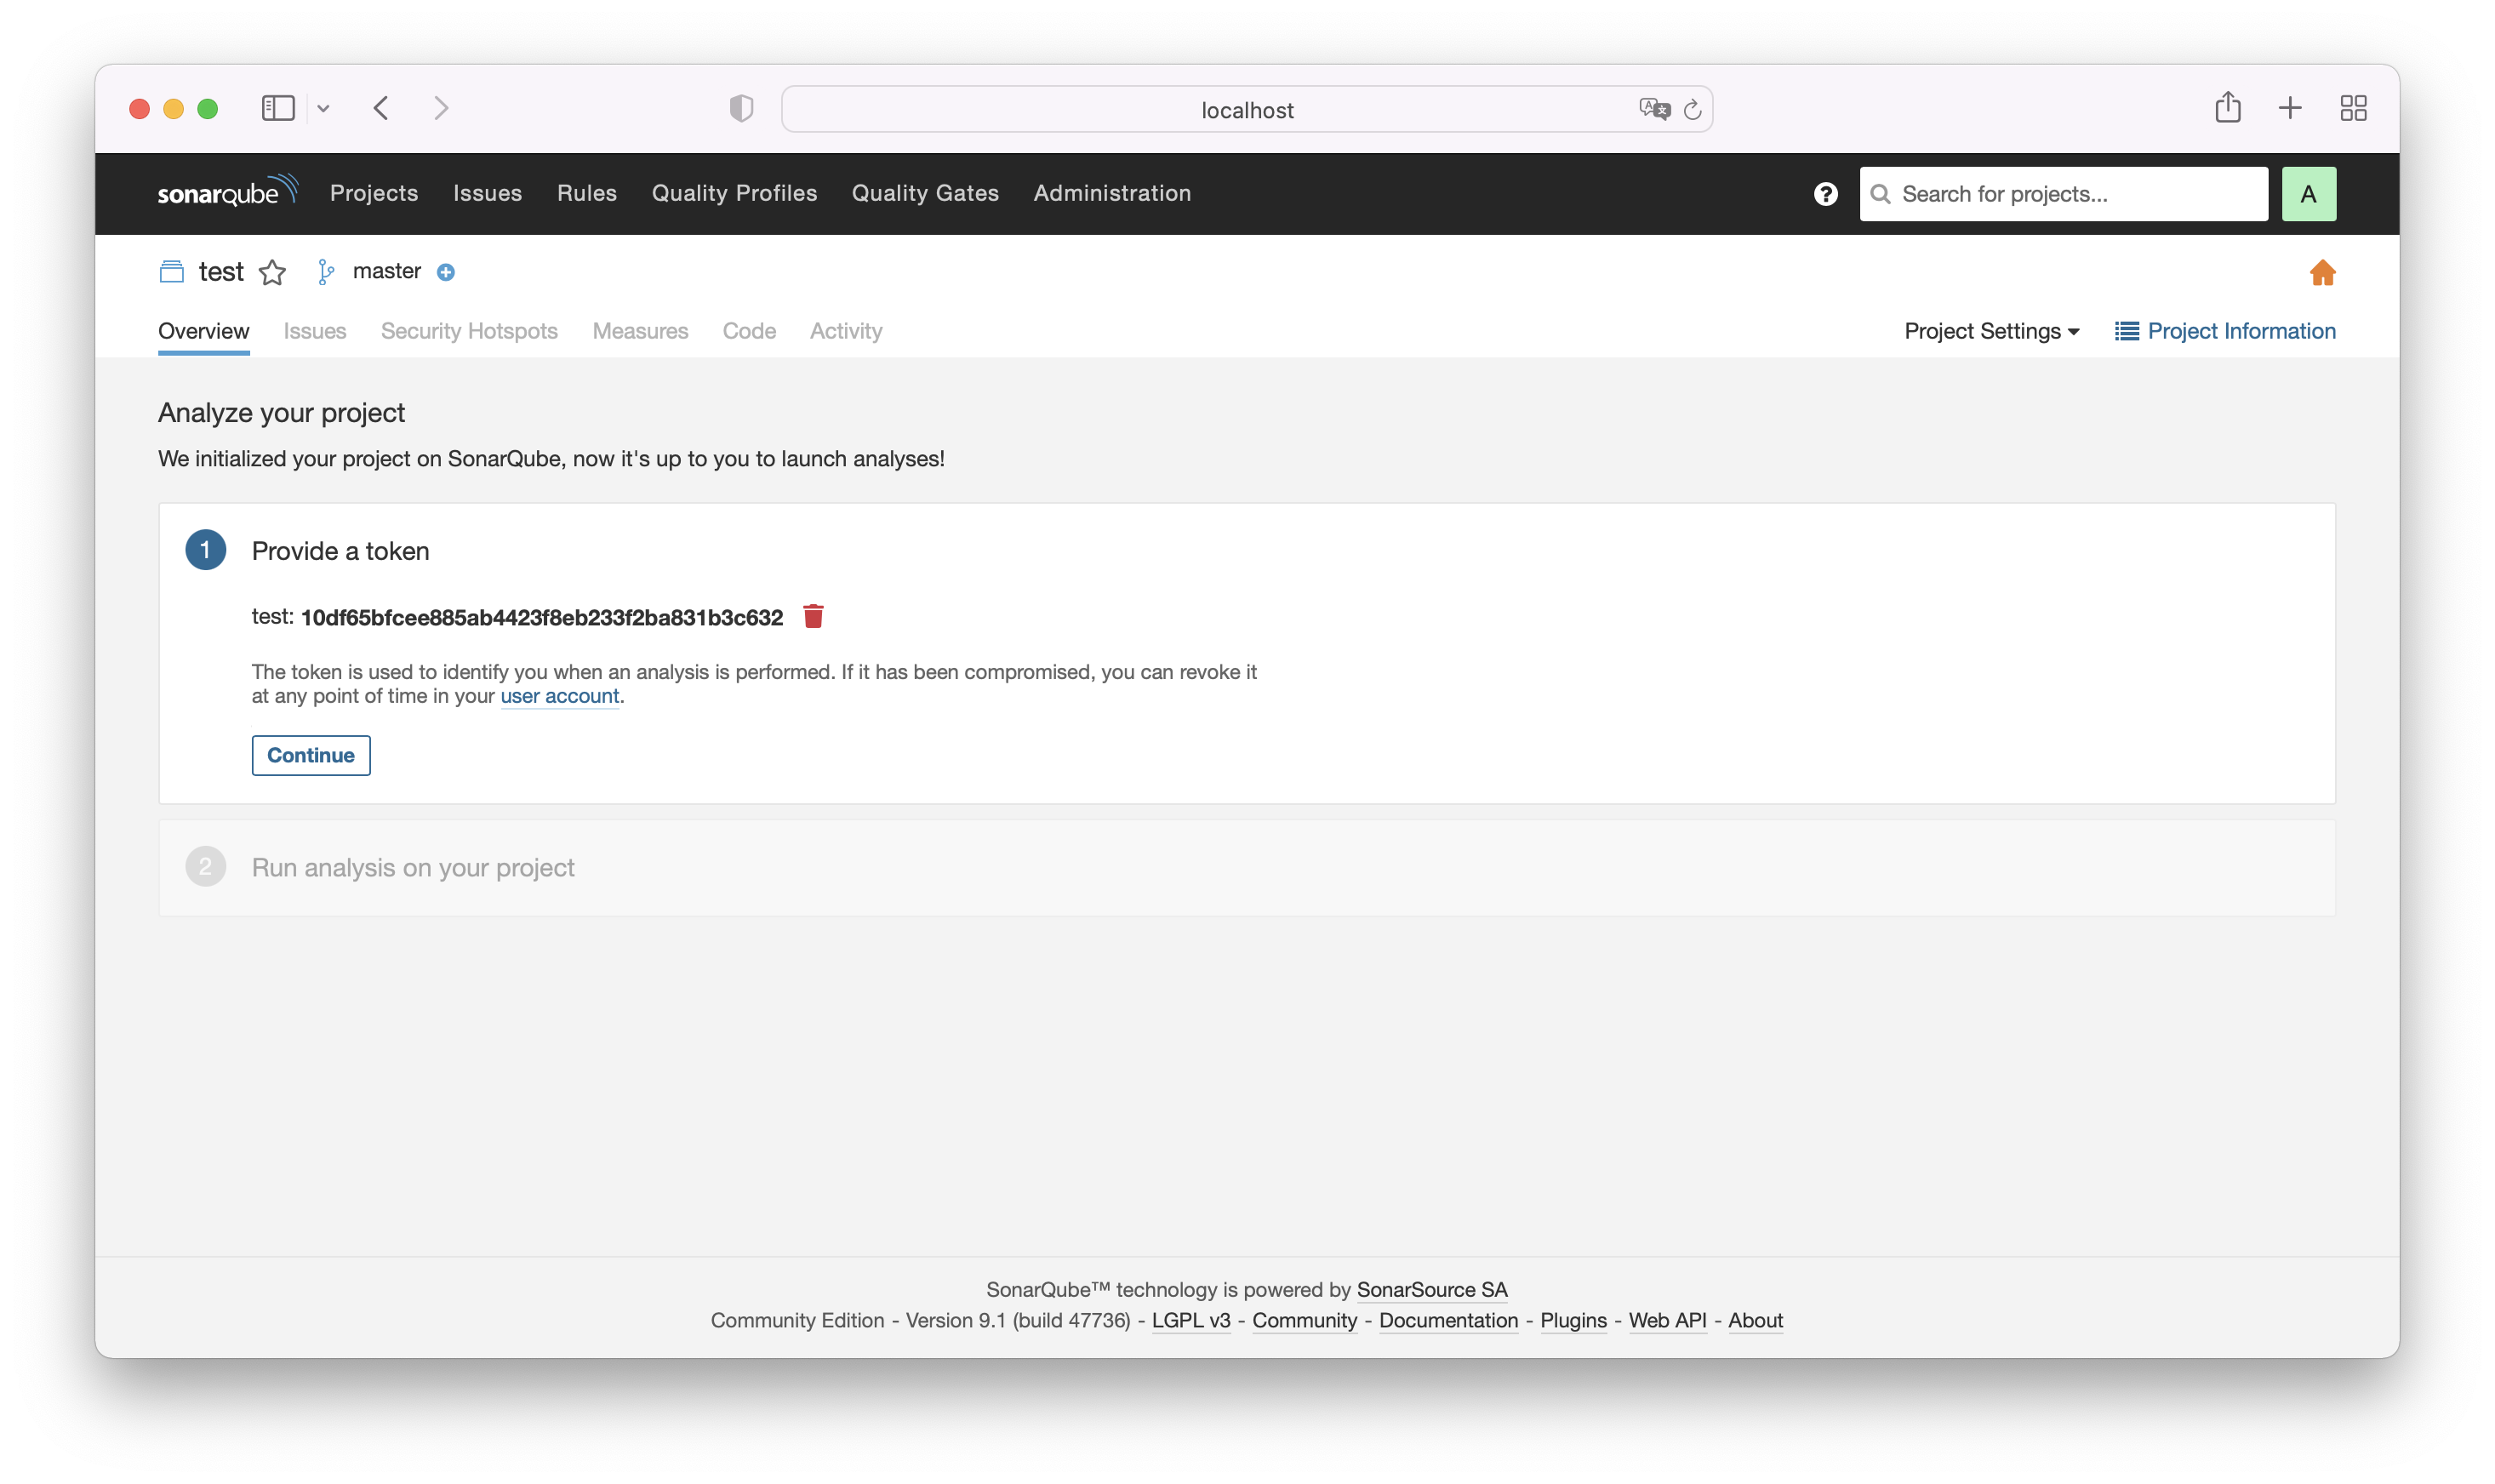 localhost
sonarqube Projects Issues Rules Quality Profiles Quality Gates Administration ? Search for projects... A
test master
Overview Issues Security Hotspots Measures Code Activity Project Settings Project Information
Analyze your project
We initialized your project on SonarQube, now it's up to you to launch analyses!
1 Provide a token
test: 10df65bfcee885ab4423f8eb233f2ba831b3c632
The token is used to identify you when an analysis is performed. If it has been compromised, you can revoke it
at any point of time in your user account.
Continue
2 Run analysis on your project
SonarQube™ technology is powered by SonarSource SA
Community Edition - Version 9.1 (build 47736) - LGPL v3 - Community - Documentation - Plugins - Web API - About